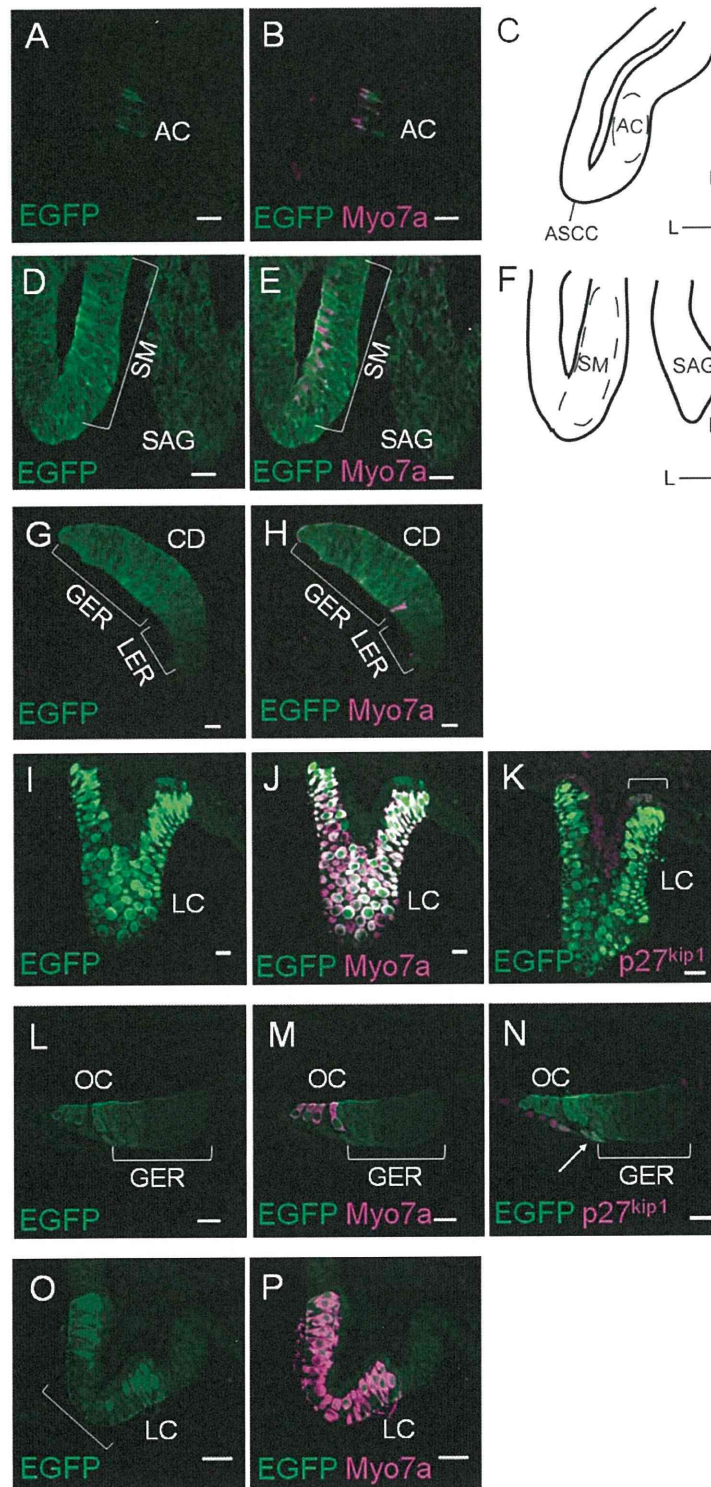 A
AC
EGFP
B
AC
EGFP Myo7a
C
AC
ASCC
L
D
SM
SAG
EGFP
E
SM
SAG
EGFP Myo7a
F
SM
SAG
L
G
CD
GER
LER
EGFP
H
CD
GER
LER
EGFP Myo7a
I
LC
EGFP
J
LC
EGFP Myo7a
K
LC
EGFP p27kip1
L
OC
GER
EGFP
M
OC
GER
EGFP Myo7a
N
OC
GER
EGFP p27kip1
O
LC
EGFP
P
LC
EGFP Myo7a